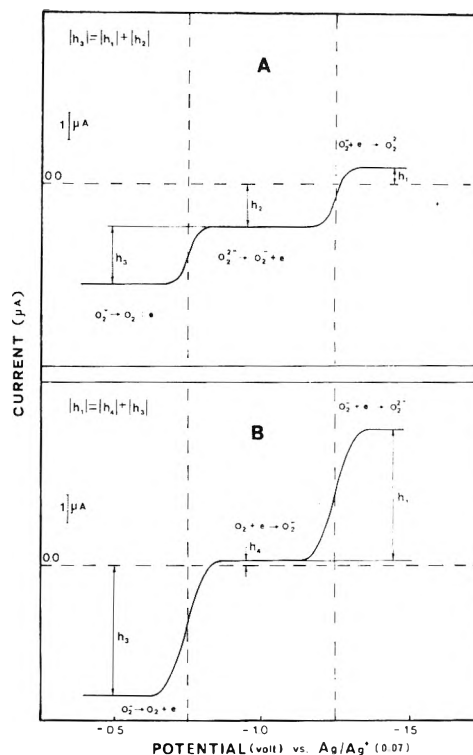 |h₃|=|h₁|+|h₂|
A
1 μA
O₂⁻+ e → O₂²
0.0
h₁
h₂
h₃
O₂²⁻→ O₂⁻+ e
O₂⁻→ O₂ + e
CURRENT (μA)
|h₁|=|h₄|+|h₃|
O₂⁻+ e → O₂²⁻
B
1 μA
O₂ + e → O₂⁻
h₁
h₄
0.0
h₃
O₂⁻→ O₂ + e
-0.5 -1.0 -1.5
POTENTIAL (volt) vs. Ag/Ag⁺ (0.07)